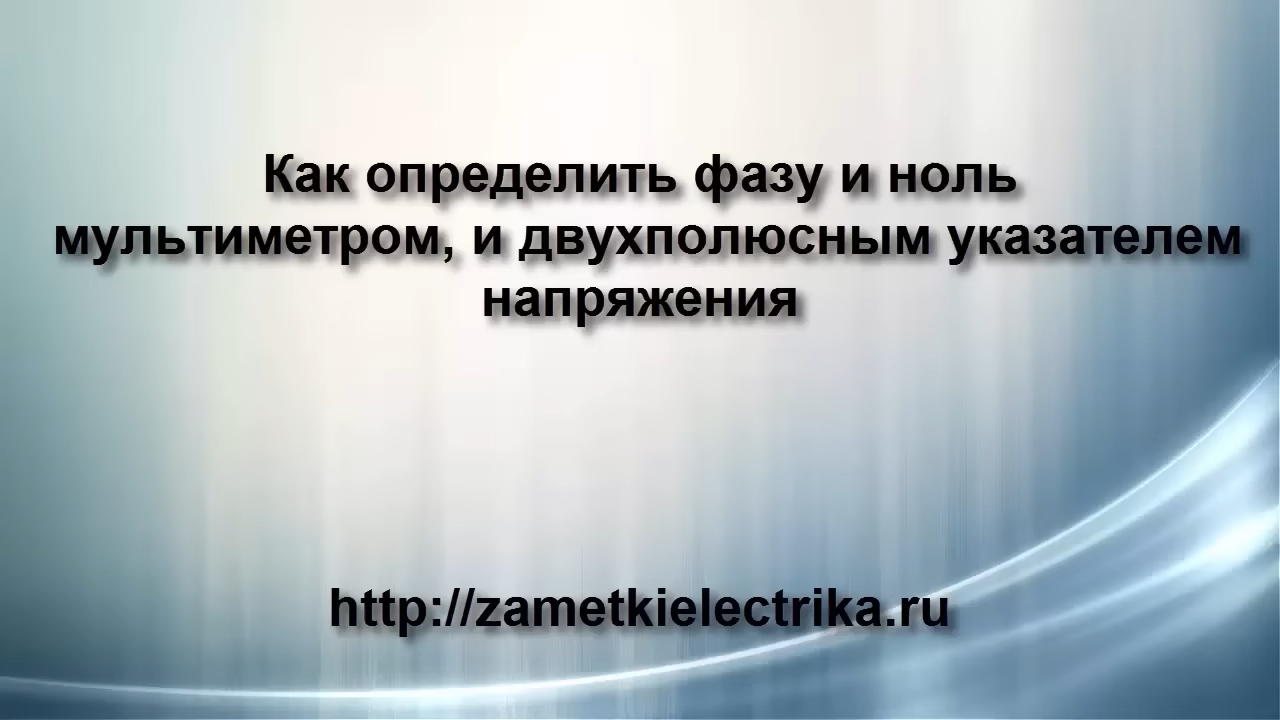 Как определить фазу и ноль
мультиметром, и двухполюсным указателем
напряжения
http://zametkielectrika.ru